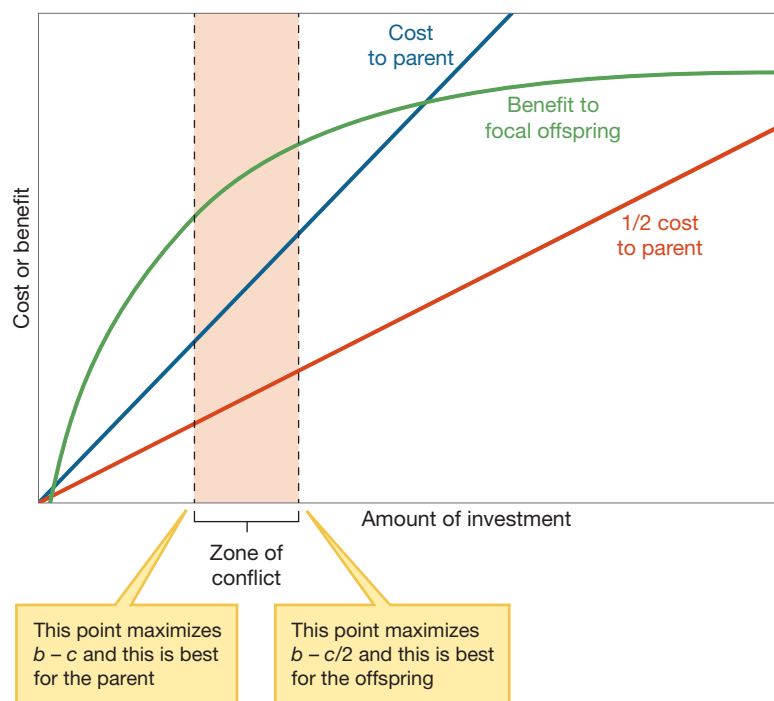 Cost
to parent
Benefit to
focal offspring
1/2 cost
to parent
Cost or benefit
Amount of investment
Zone of
conflict
This point maximizes
b – c and this is best
for the parent
This point maximizes
b – c/2 and this is best
for the offspring